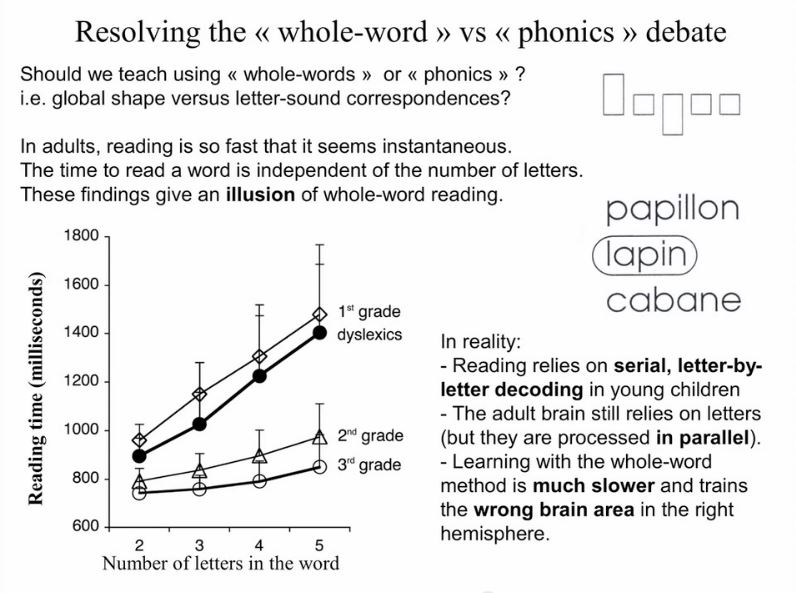 Resolving the « whole-word » vs « phonics » debate
Should we teach using « whole-words »  or « phonics » ?
i.e. global shape versus letter-sound correspondences?
In adults, reading is so fast that it seems instantaneous.
The time to read a word is independent of the number of letters.
These findings give an illusion of whole-word reading.
papillon
lapin
cabane
Reading time (milliseconds)
1800
1600
1400
1200
1000
800
600
1st grade
dyslexics
2nd grade
3rd grade
2 3 4 5
Number of letters in the word
In reality:
- Reading relies on serial, letter-by-
letter decoding in young children
- The adult brain still relies on letters
(but they are processed in parallel).
- Learning with the whole-word
method is much slower and trains
the wrong brain area in the right
hemisphere.